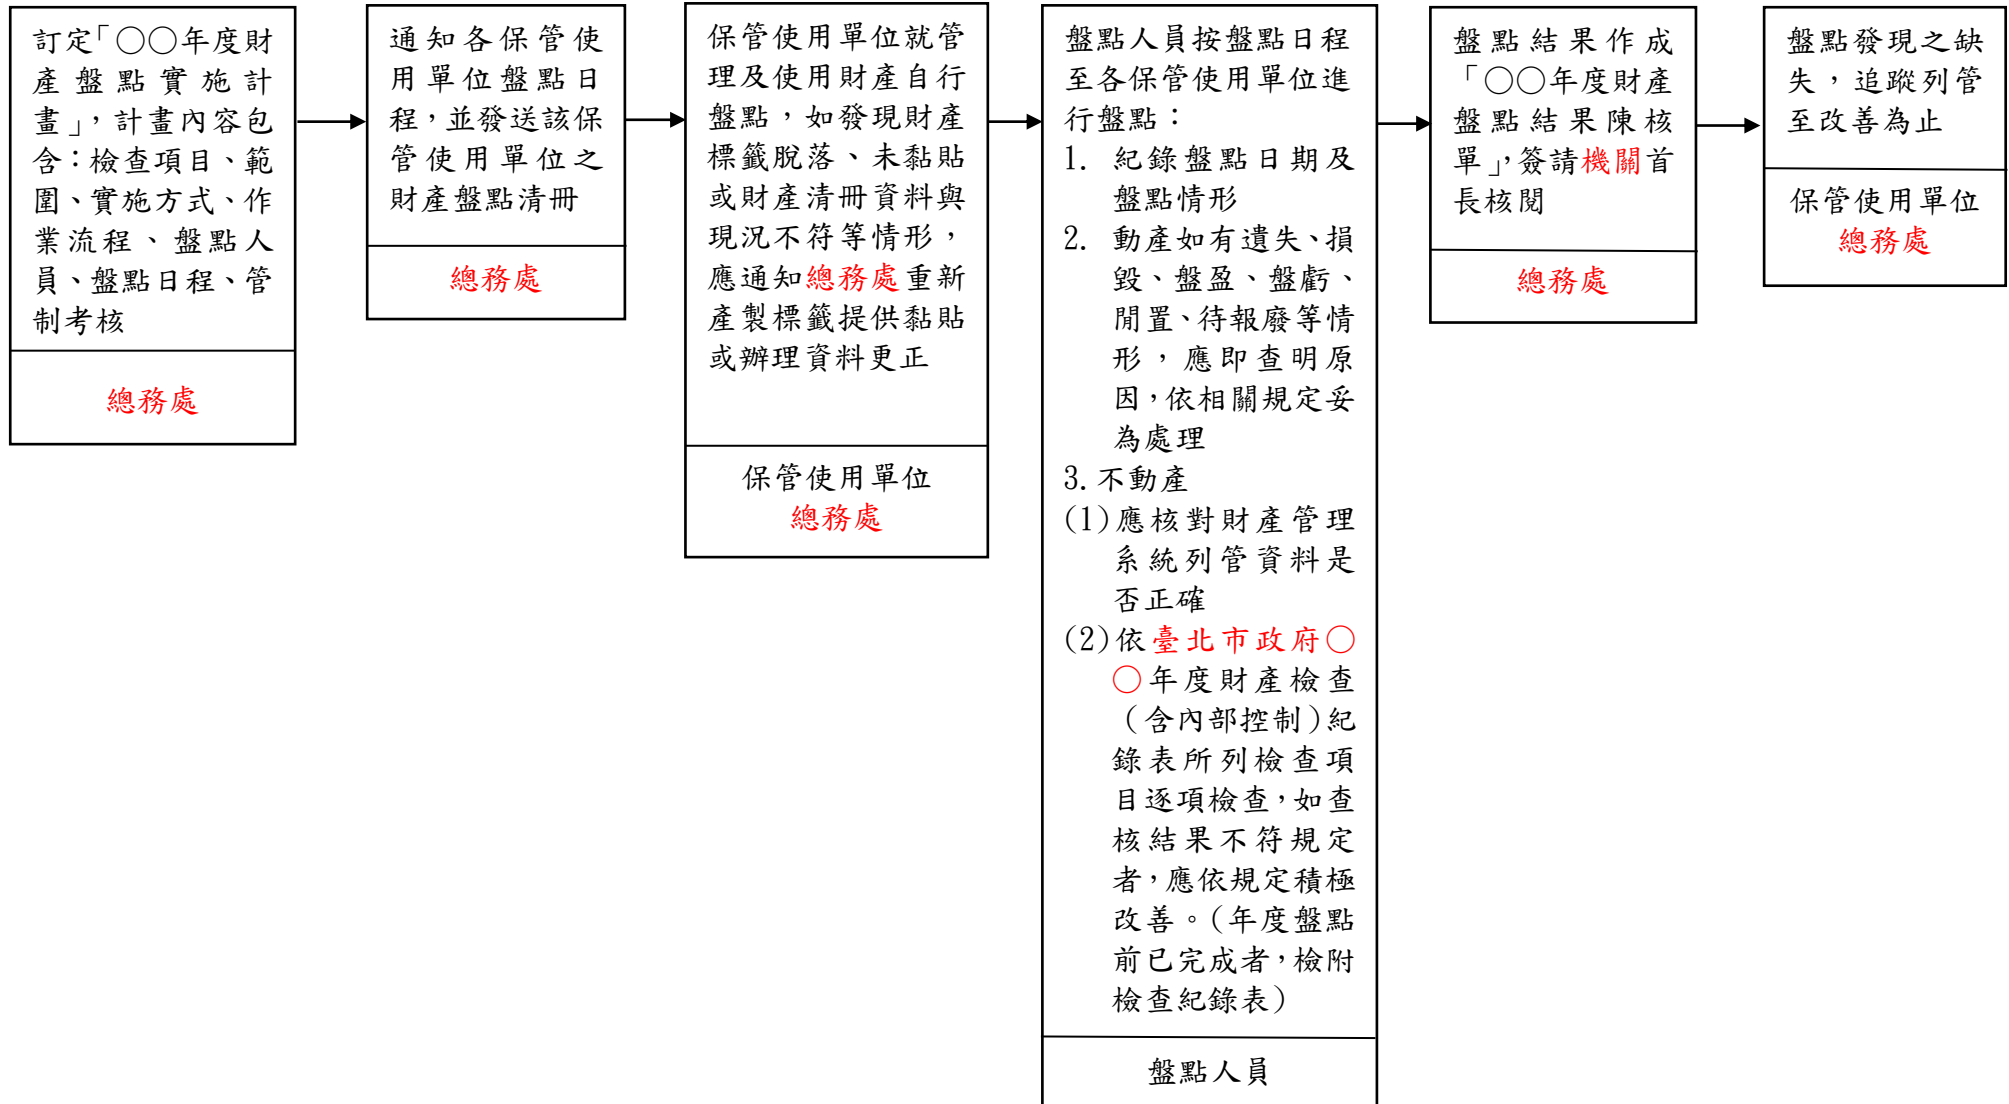 訂定「○○年度財
產盤點實施計
畫」，計畫內容包
含：檢查項目、範
圍、實施方式、作
業流程、盤點人
員、盤點日程、管
制考核
總務處
通知各保管使
用單位盤點日
程，並發送該保
管使用單位之
財產盤點清冊
總務處
保管使用單位就管
理及使用財產自行
盤點，如發現財產
標籤脫落、未黏貼
或財產清冊資料與
現況不符等情形，
應通知總務處重新
產製標籤提供黏貼
或辦理資料更正
保管使用單位
總務處
盤點人員按盤點日程
至各保管使用單位進
行盤點：
1. 紀錄盤點日期及
盤點情形
2. 動產如有遺失、損
毀、盤盈、盤虧、
閒置、待報廢等情
形，應即查明原
因，依相關規定妥
為處理
3.不動產
(1)應核對財產管理
系統列管資料是
否正確
(2)依臺北市政府○
○年度財產檢查
（含內部控制）紀
錄表所列檢查項
目逐項檢查，如查
核結果不符規定
者，應依規定積極
改善。（年度盤點
前已完成者，檢附
檢查紀錄表）
盤點人員
盤點結果作成
「○○年度財產
盤點結果陳核
單」，簽請機關首
長核閱
總務處
盤點發現之缺
失，追蹤列管
至改善為止
保管使用單位
總務處